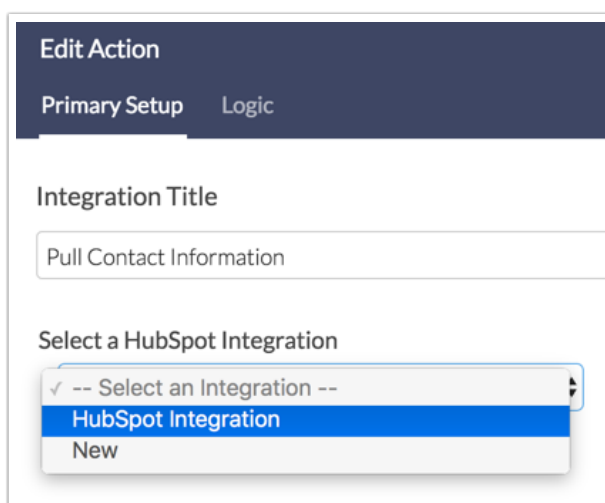 Edit Action
Primary Setup Logic
Integration Title
Pull Contact Information
Select a HubSpot Integration
✓ -- Select an Integration --
HubSpot Integration
New